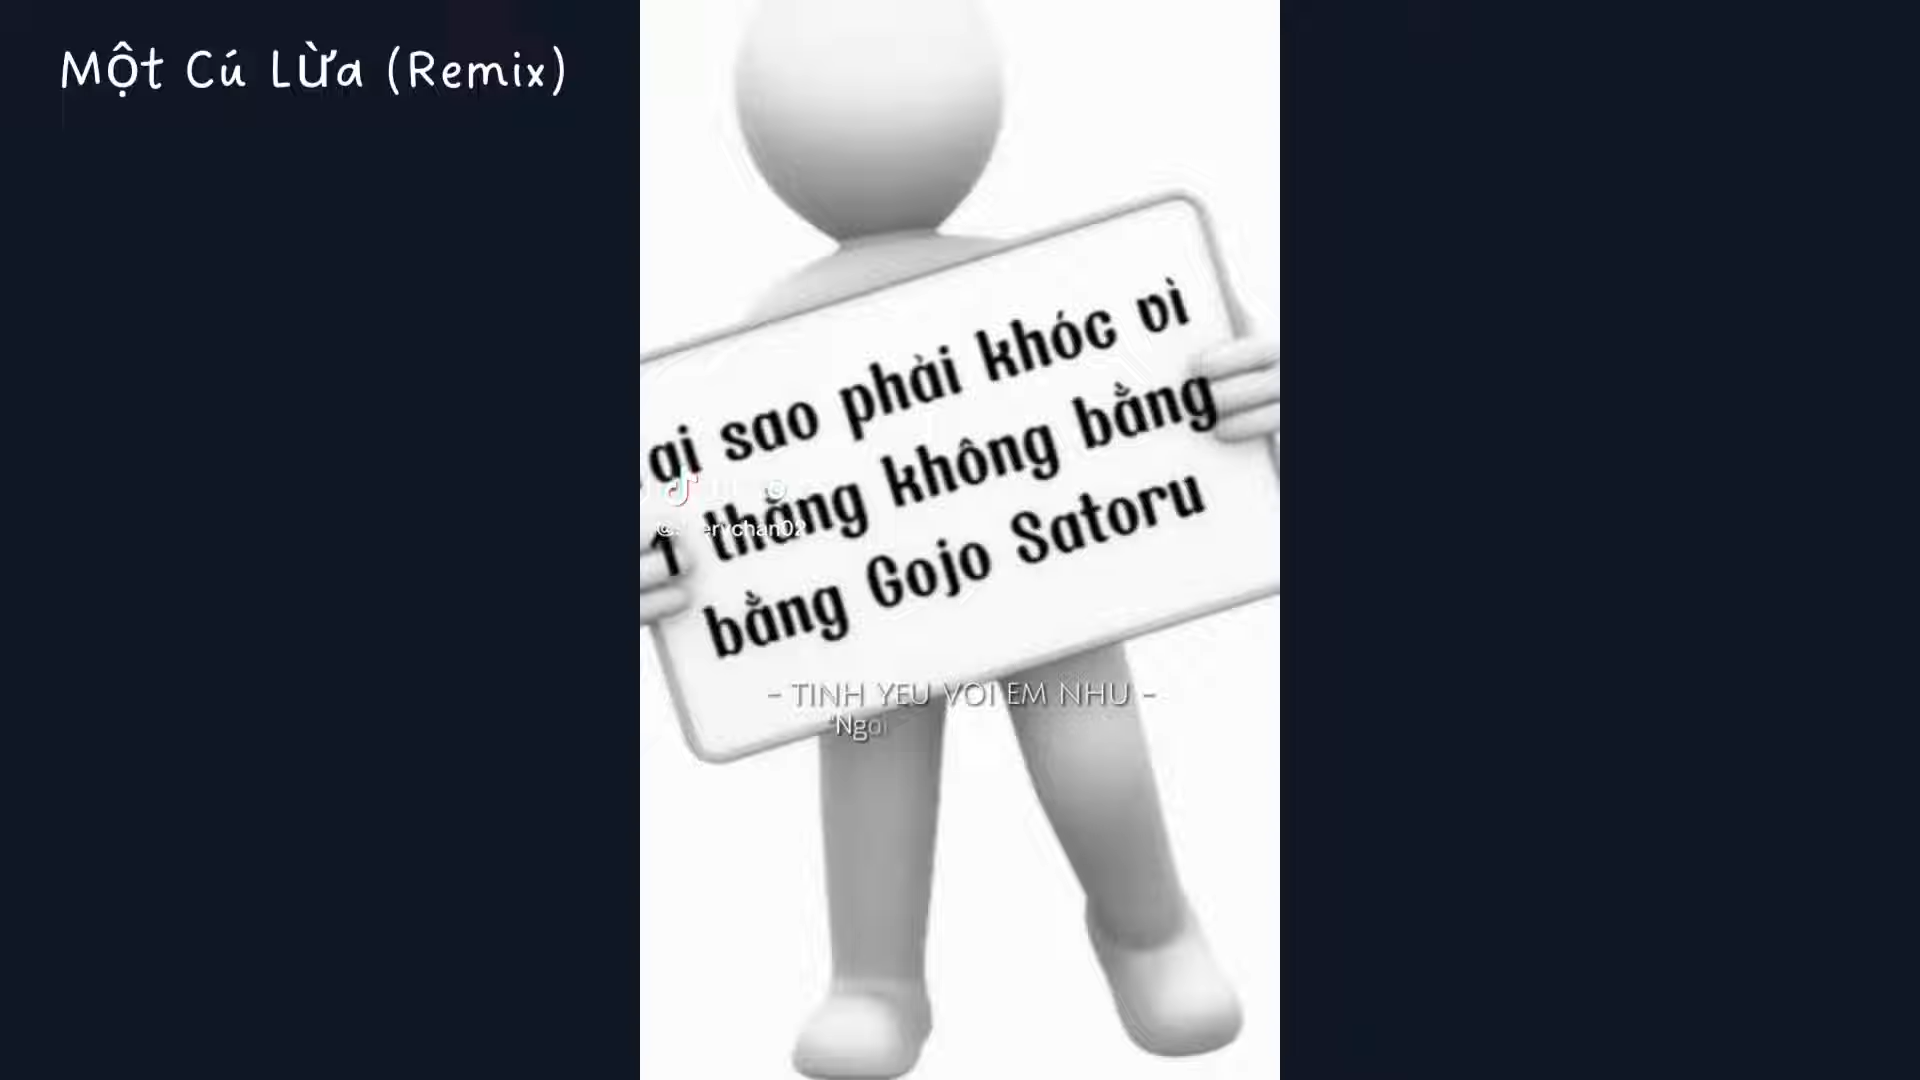 Một Cú Lừa (Remix)
ại sao phải khóc vì
1 thằng không bằng
bằng Gojo Satoru
- TINH YEU VOI EM NHU -
"Ngoi